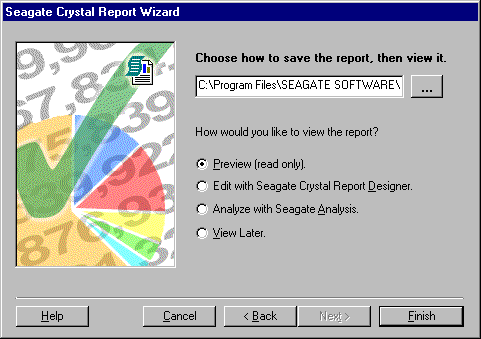 Seagate Crystal Report Wizard
Choose how to save the report, then view it.
C:\Program Files\SEAGATE SOFTWARE\
...
How would you like to view the report?
Preview (read only).
Edit with Seagate Crystal Report Designer.
Analyze with Seagate Analysis.
View Later.
Help
Cancel
< Back
Next >
Finish